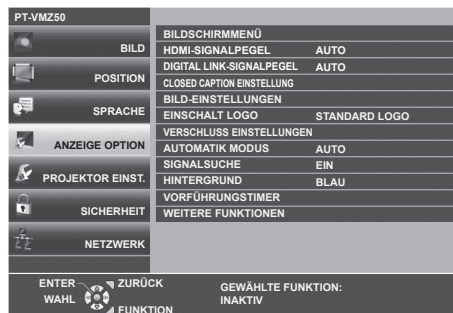 PT-VMZ50
BILD
POSITION
SPRACHE
ANZEIGE OPTION
PROJEKTOR EINST.
SICHERHEIT
NETZWERK
BILDSCHIRMMENÜ
HDMI-SIGNALPEGEL AUTO
DIGITAL LINK-SIGNALPEGEL AUTO
CLOSED CAPTION EINSTELLUNG
BILD-EINSTELLUNGEN
EINSCHALT LOGO STANDARD LOGO
VERSCHLUSS EINSTELLUNGEN
AUTOMATIK MODUS AUTO
SIGNALSUCHE EIN
HINTERGRUND BLAU
VORFÜHRUNGSTIMER
WEITERE FUNKTIONEN
ENTER ZURÜCK
WAHL
FUNKTION
GEWÄHLTE FUNKTION:
INAKTIV